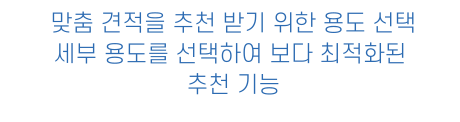 맞춤 견적을 추천 받기 위한 용도 선택
세부 용도를 선택하여 보다 최적화된
추천 기능